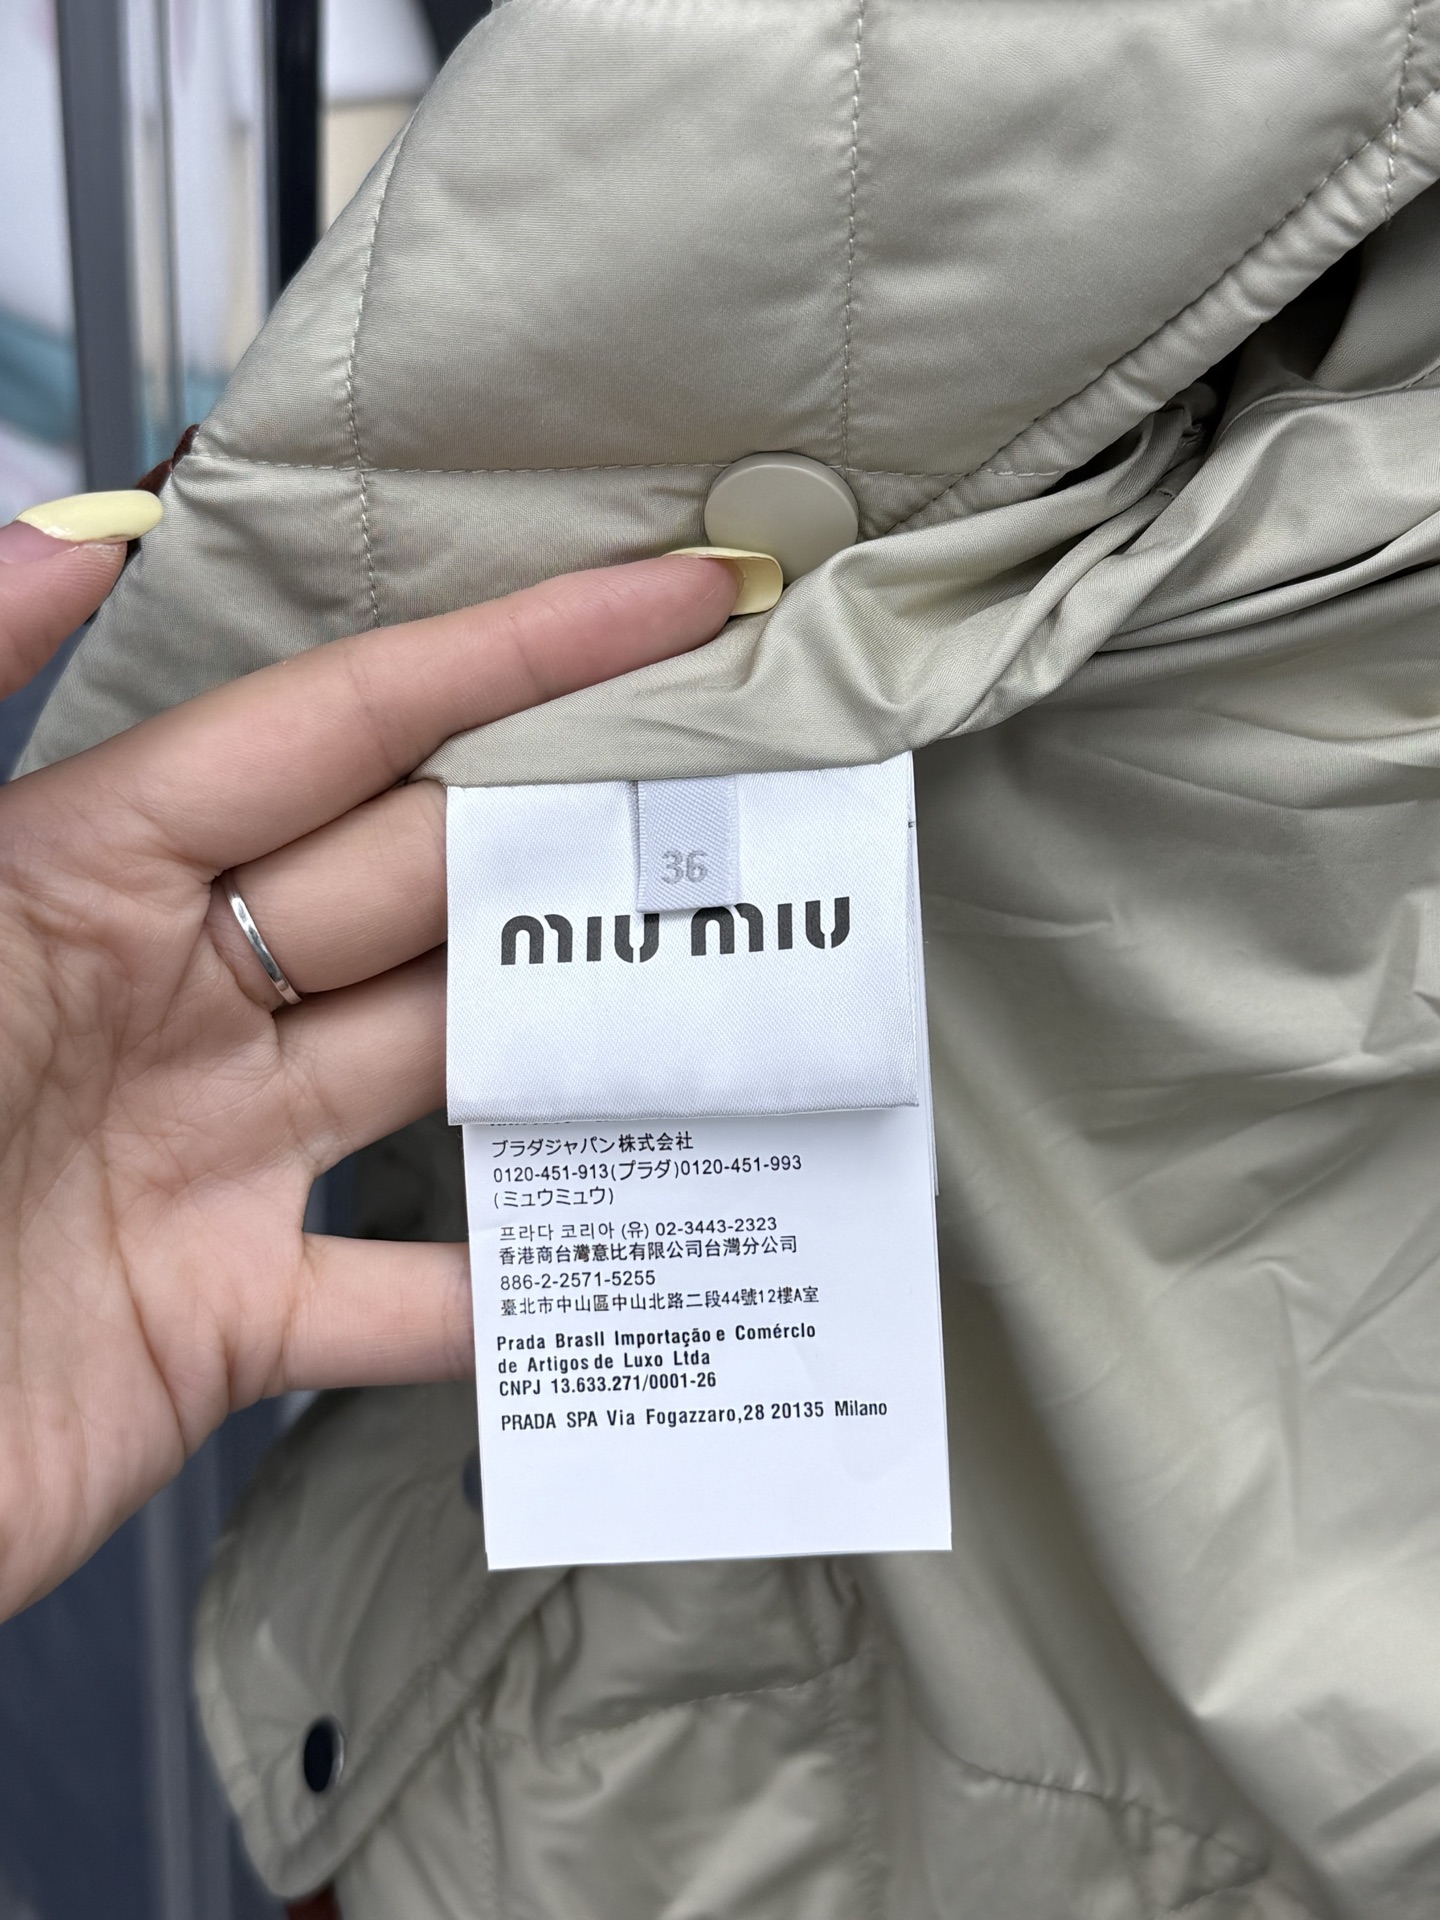 36
miu miu
ブラダジャパン株式会社
0120-451-913(プラダ)0120-451-993
(ミュウミュウ)
프라다 코리아 (유) 02-3443-2323
香港商台灣意比有限公司台灣分公司
886-2-2571-5255
臺北市中山區中山北路二段44號12樓A室
Prada Brasll Importação e Comérclo
de Artigos de Luxo Ltda
CNPJ 13.633.271/0001-26
PRADA SPA Via Fogazzaro,28 20135 Milano